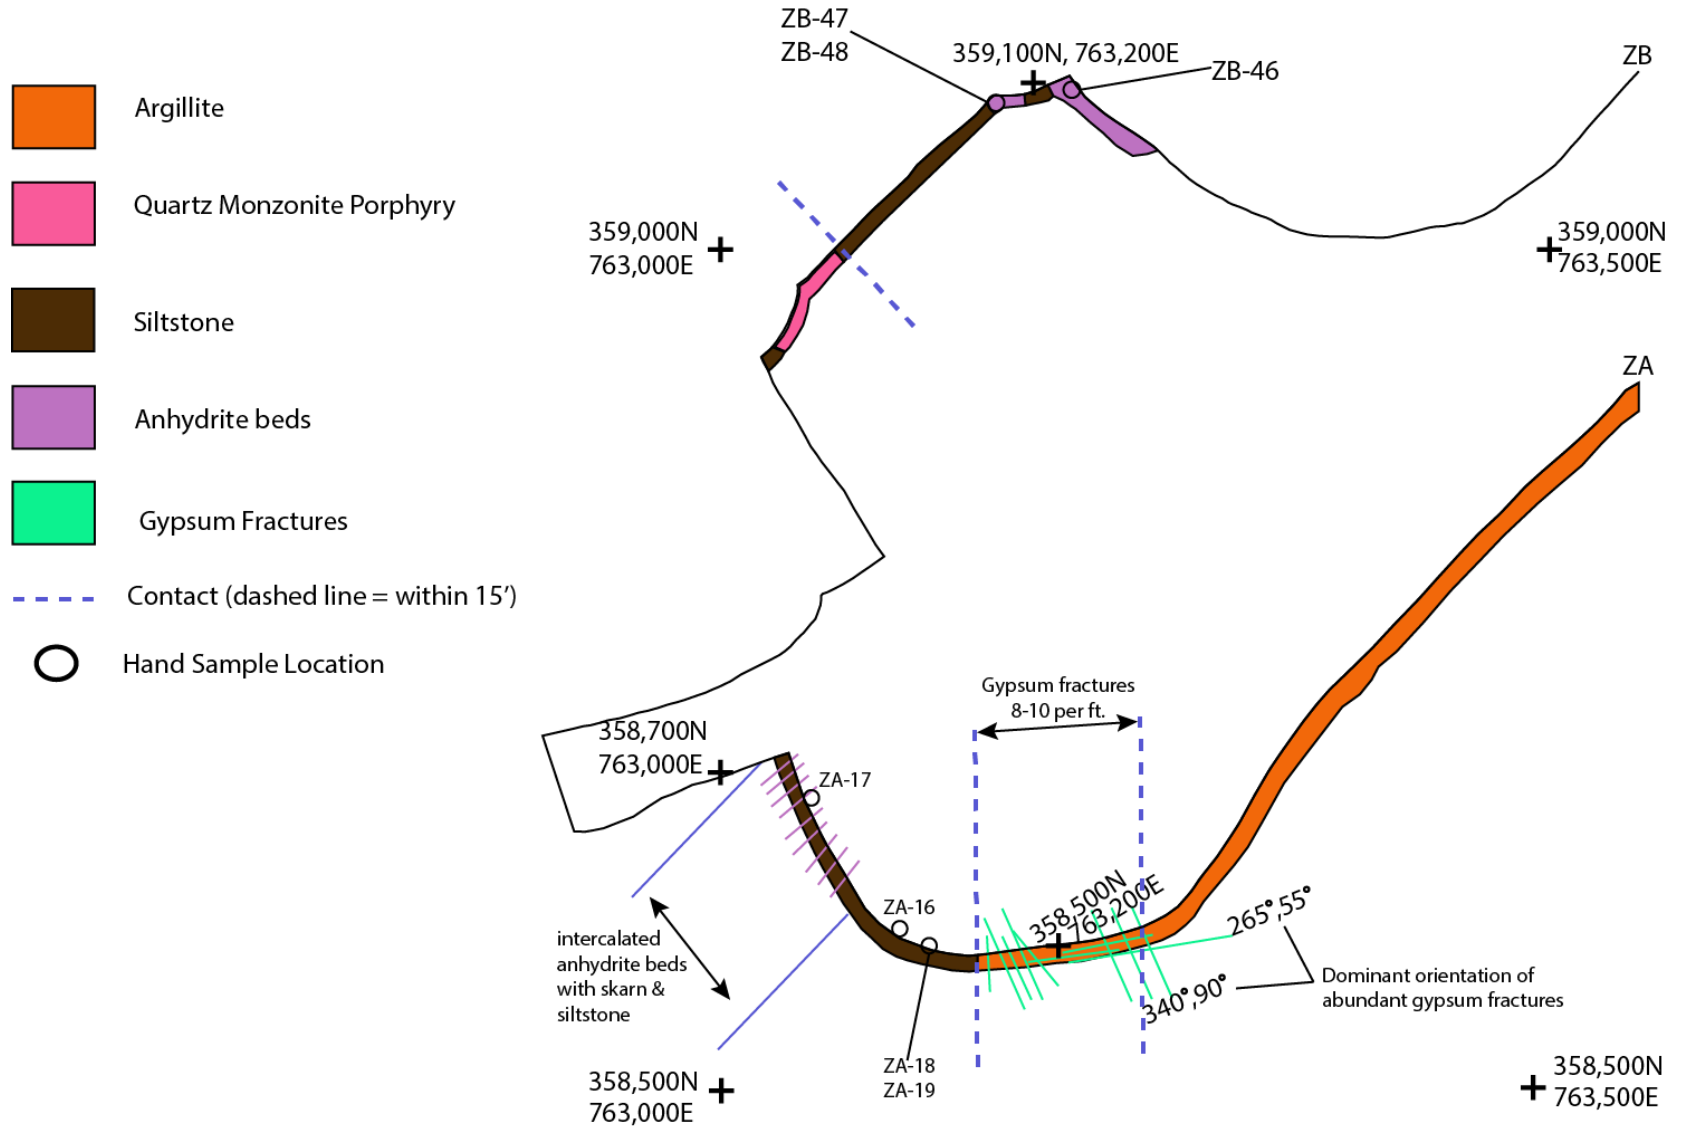 Argillite
Quartz Monzonite Porphyry
Siltstone
Anhydrite beds
Gypsum Fractures
Contact (dashed line = within 15’)
Hand Sample Location
ZB-47
ZB-48
359,100N, 763,200E
ZB-46
ZB
359,000N
763,000E
359,000N
763,500E
ZA
358,700N
763,000E
ZA-17
Gypsum fractures
8-10 per ft.
ZA-16
358,500N
763,200E
265°,55°
340°,90°
Dominant orientation of
abundant gypsum fractures
intercalated
anhydrite beds
with skarn &
siltstone
ZA-18
ZA-19
358,500N
763,000E
358,500N
763,500E